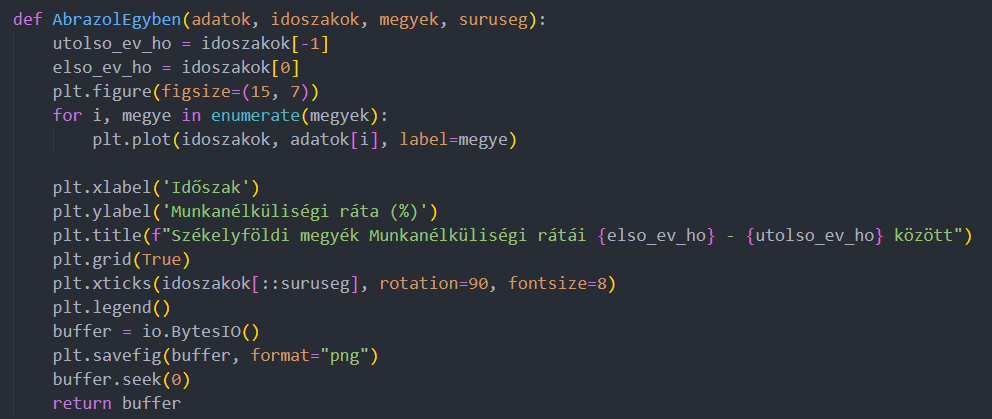 def AbrazolEgyben(adatok, idoszakok, megyek, suruseg):
    utolso_ev_ho = idoszakok[-1]
    elso_ev_ho = idoszakok[0]
    plt.figure(figsize=(15, 7))
    for i, megye in enumerate(megyek):
        plt.plot(idoszakok, adatok[i], label=megye)

    plt.xlabel('Időszak')
    plt.ylabel('Munkanélküliségi ráta (%)')
    plt.title(f"Székelyföldi megyék Munkanélküliségi rátái {elso_ev_ho} - {utolso_ev_ho} között")
    plt.grid(True)
    plt.xticks(idoszakok[::suruseg], rotation=90, fontsize=8)
    plt.legend()
    buffer = io.BytesIO()
    plt.savefig(buffer, format="png")
    buffer.seek(0)
    return buffer